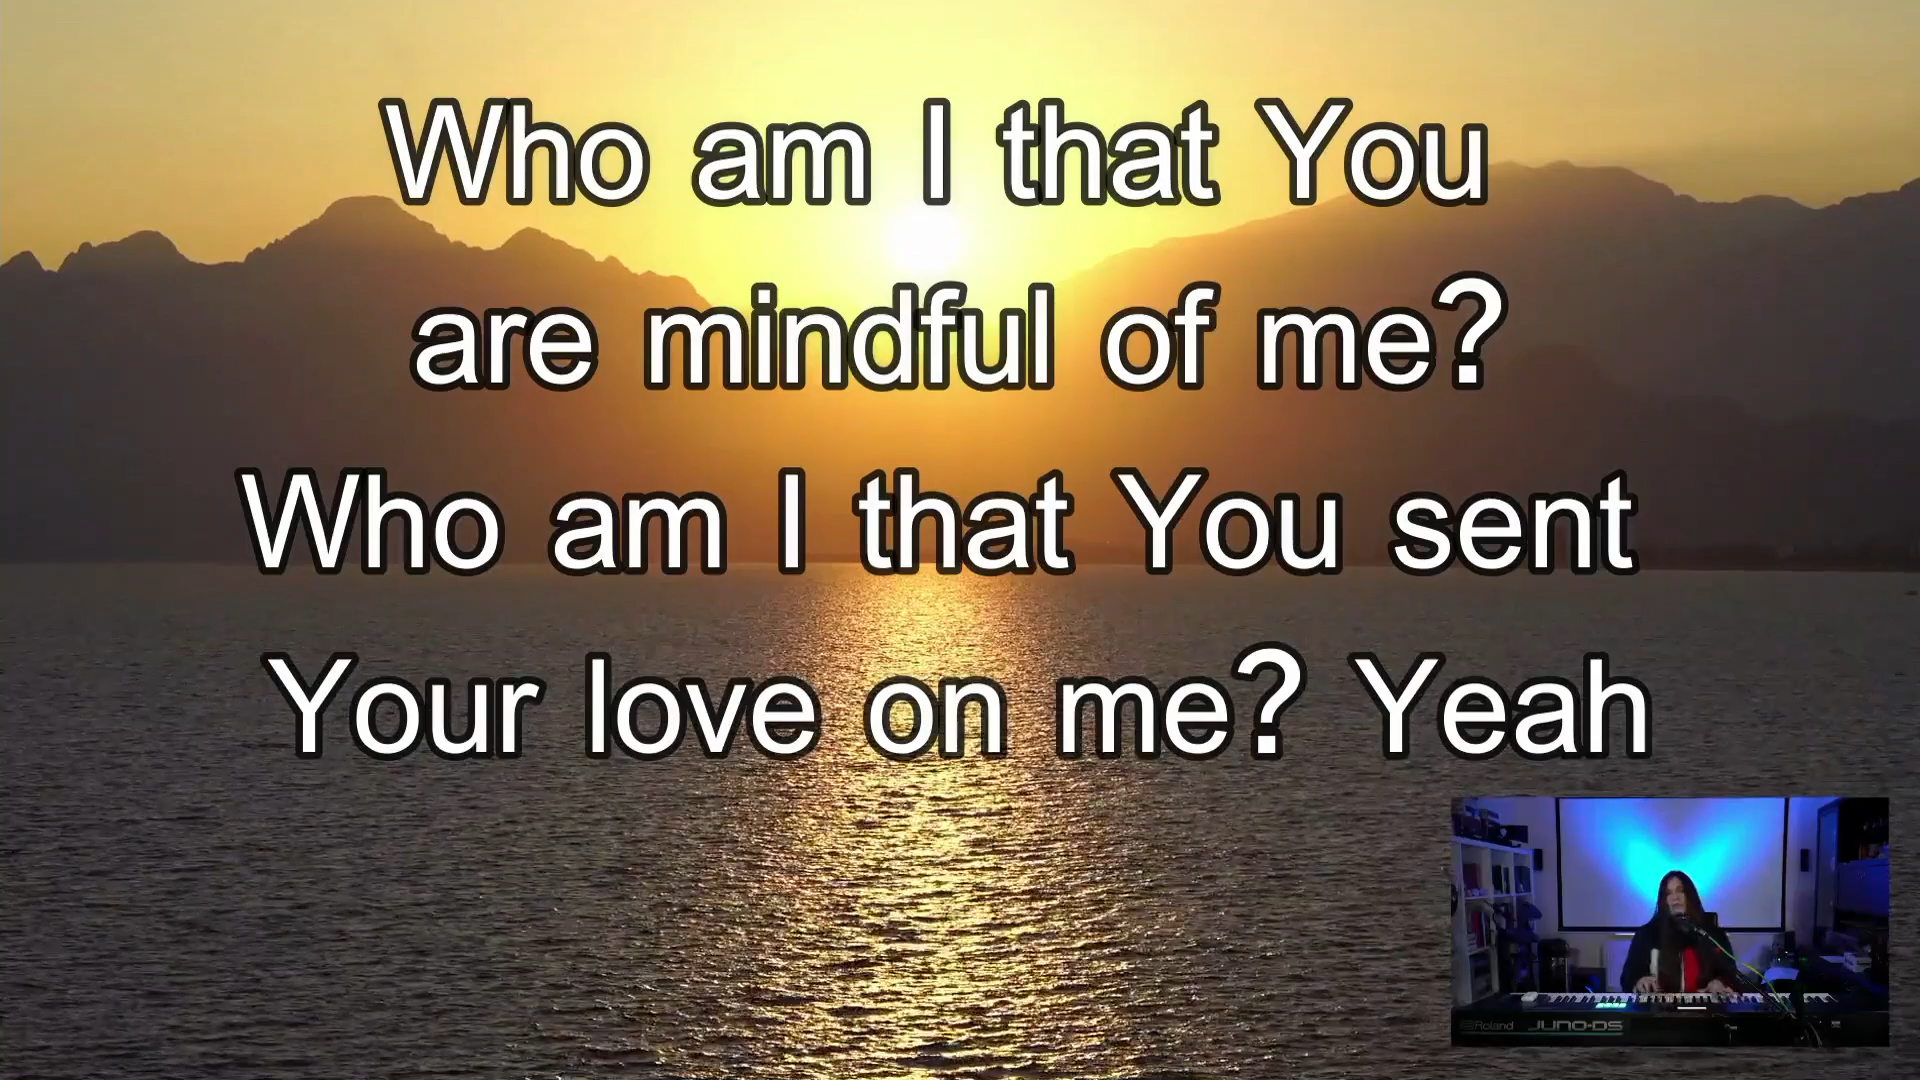 Who am I that You
are mindful of me?
Who am I that You sent
Your love on me? Yeah
Roland JUNO-DS